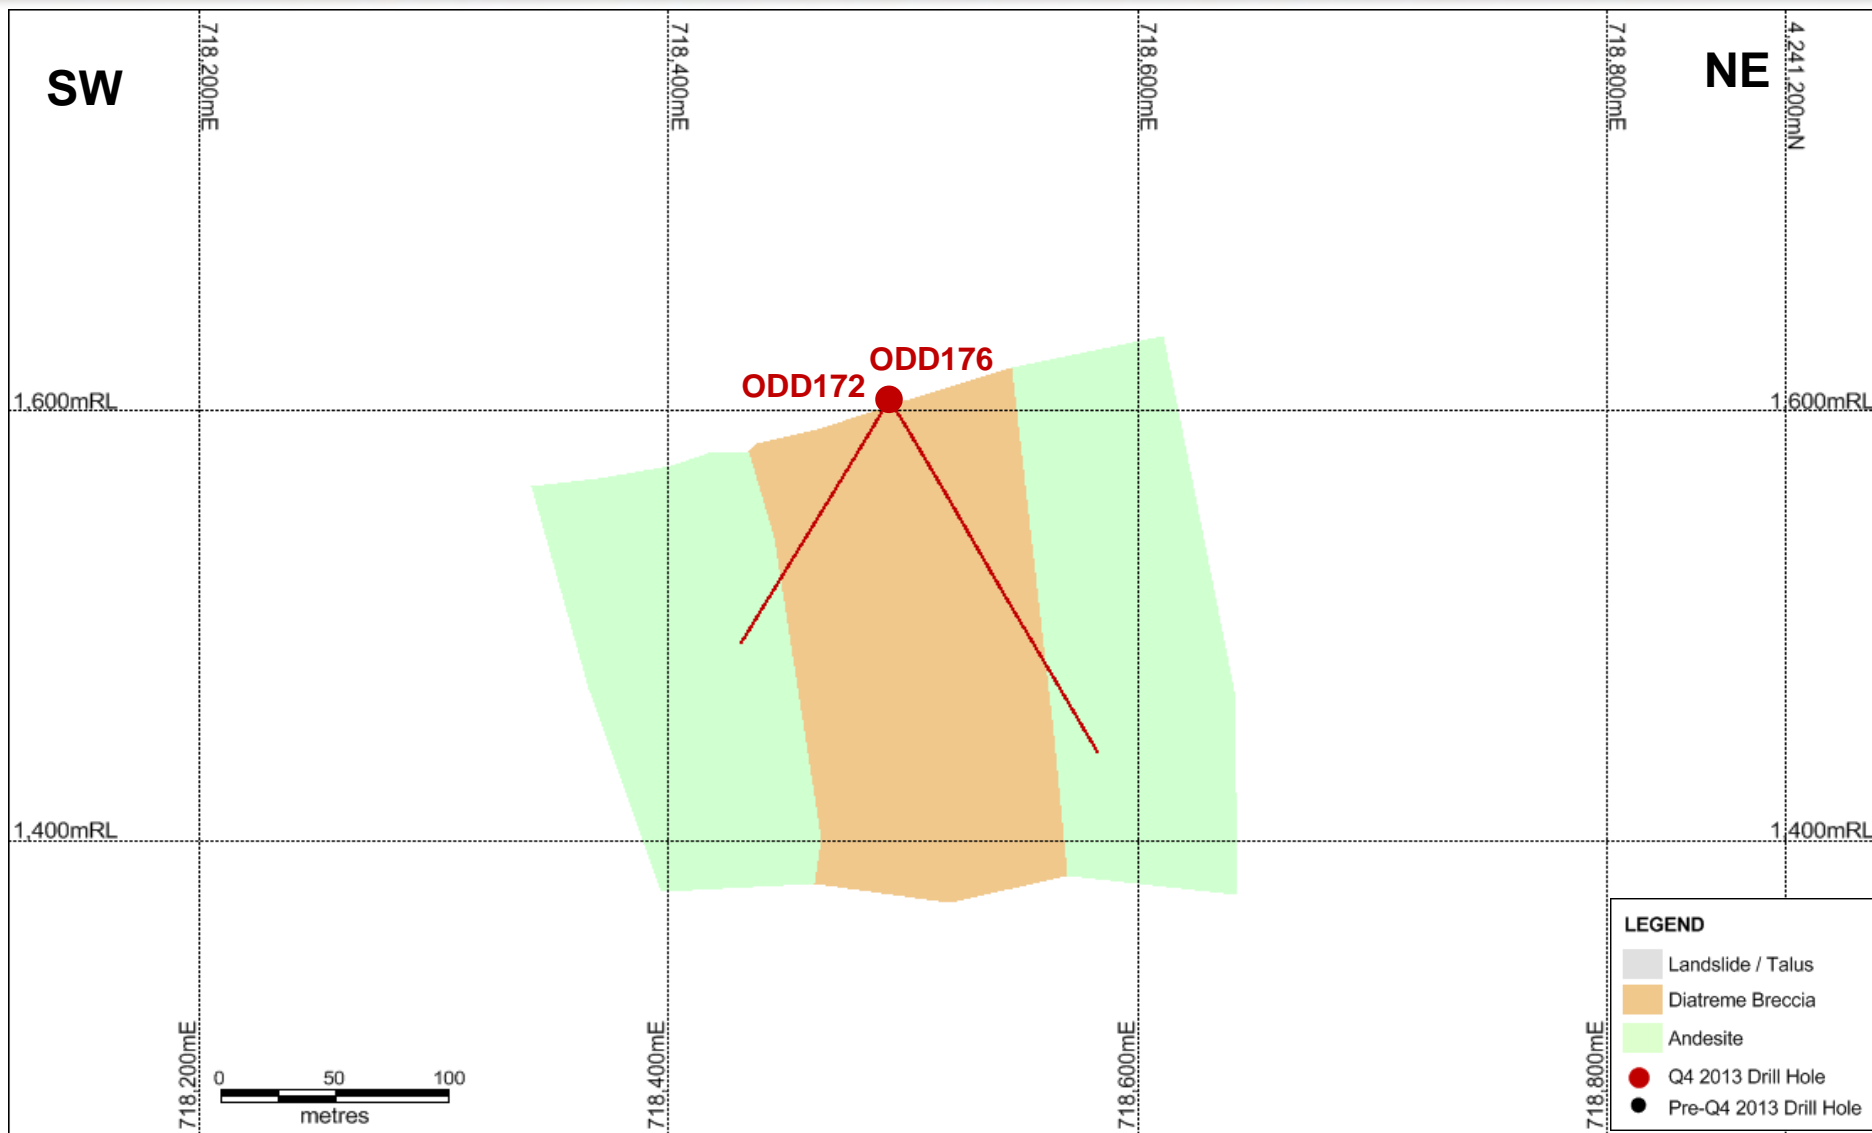 718,200mE
718,400mE
718,600mE
718,800mE
4,241,200mN
SW
NE
ODD176
ODD172
1,600mRL
1,600mRL
1,400mRL
1,400mRL
LEGEND
Landslide / Talus
Diatreme Breccia
Andesite
Q4 2013 Drill Hole
Pre-Q4 2013 Drill Hole
0 50 100
metres
718,200mE
718,400mE
718,600mE
718,800mE